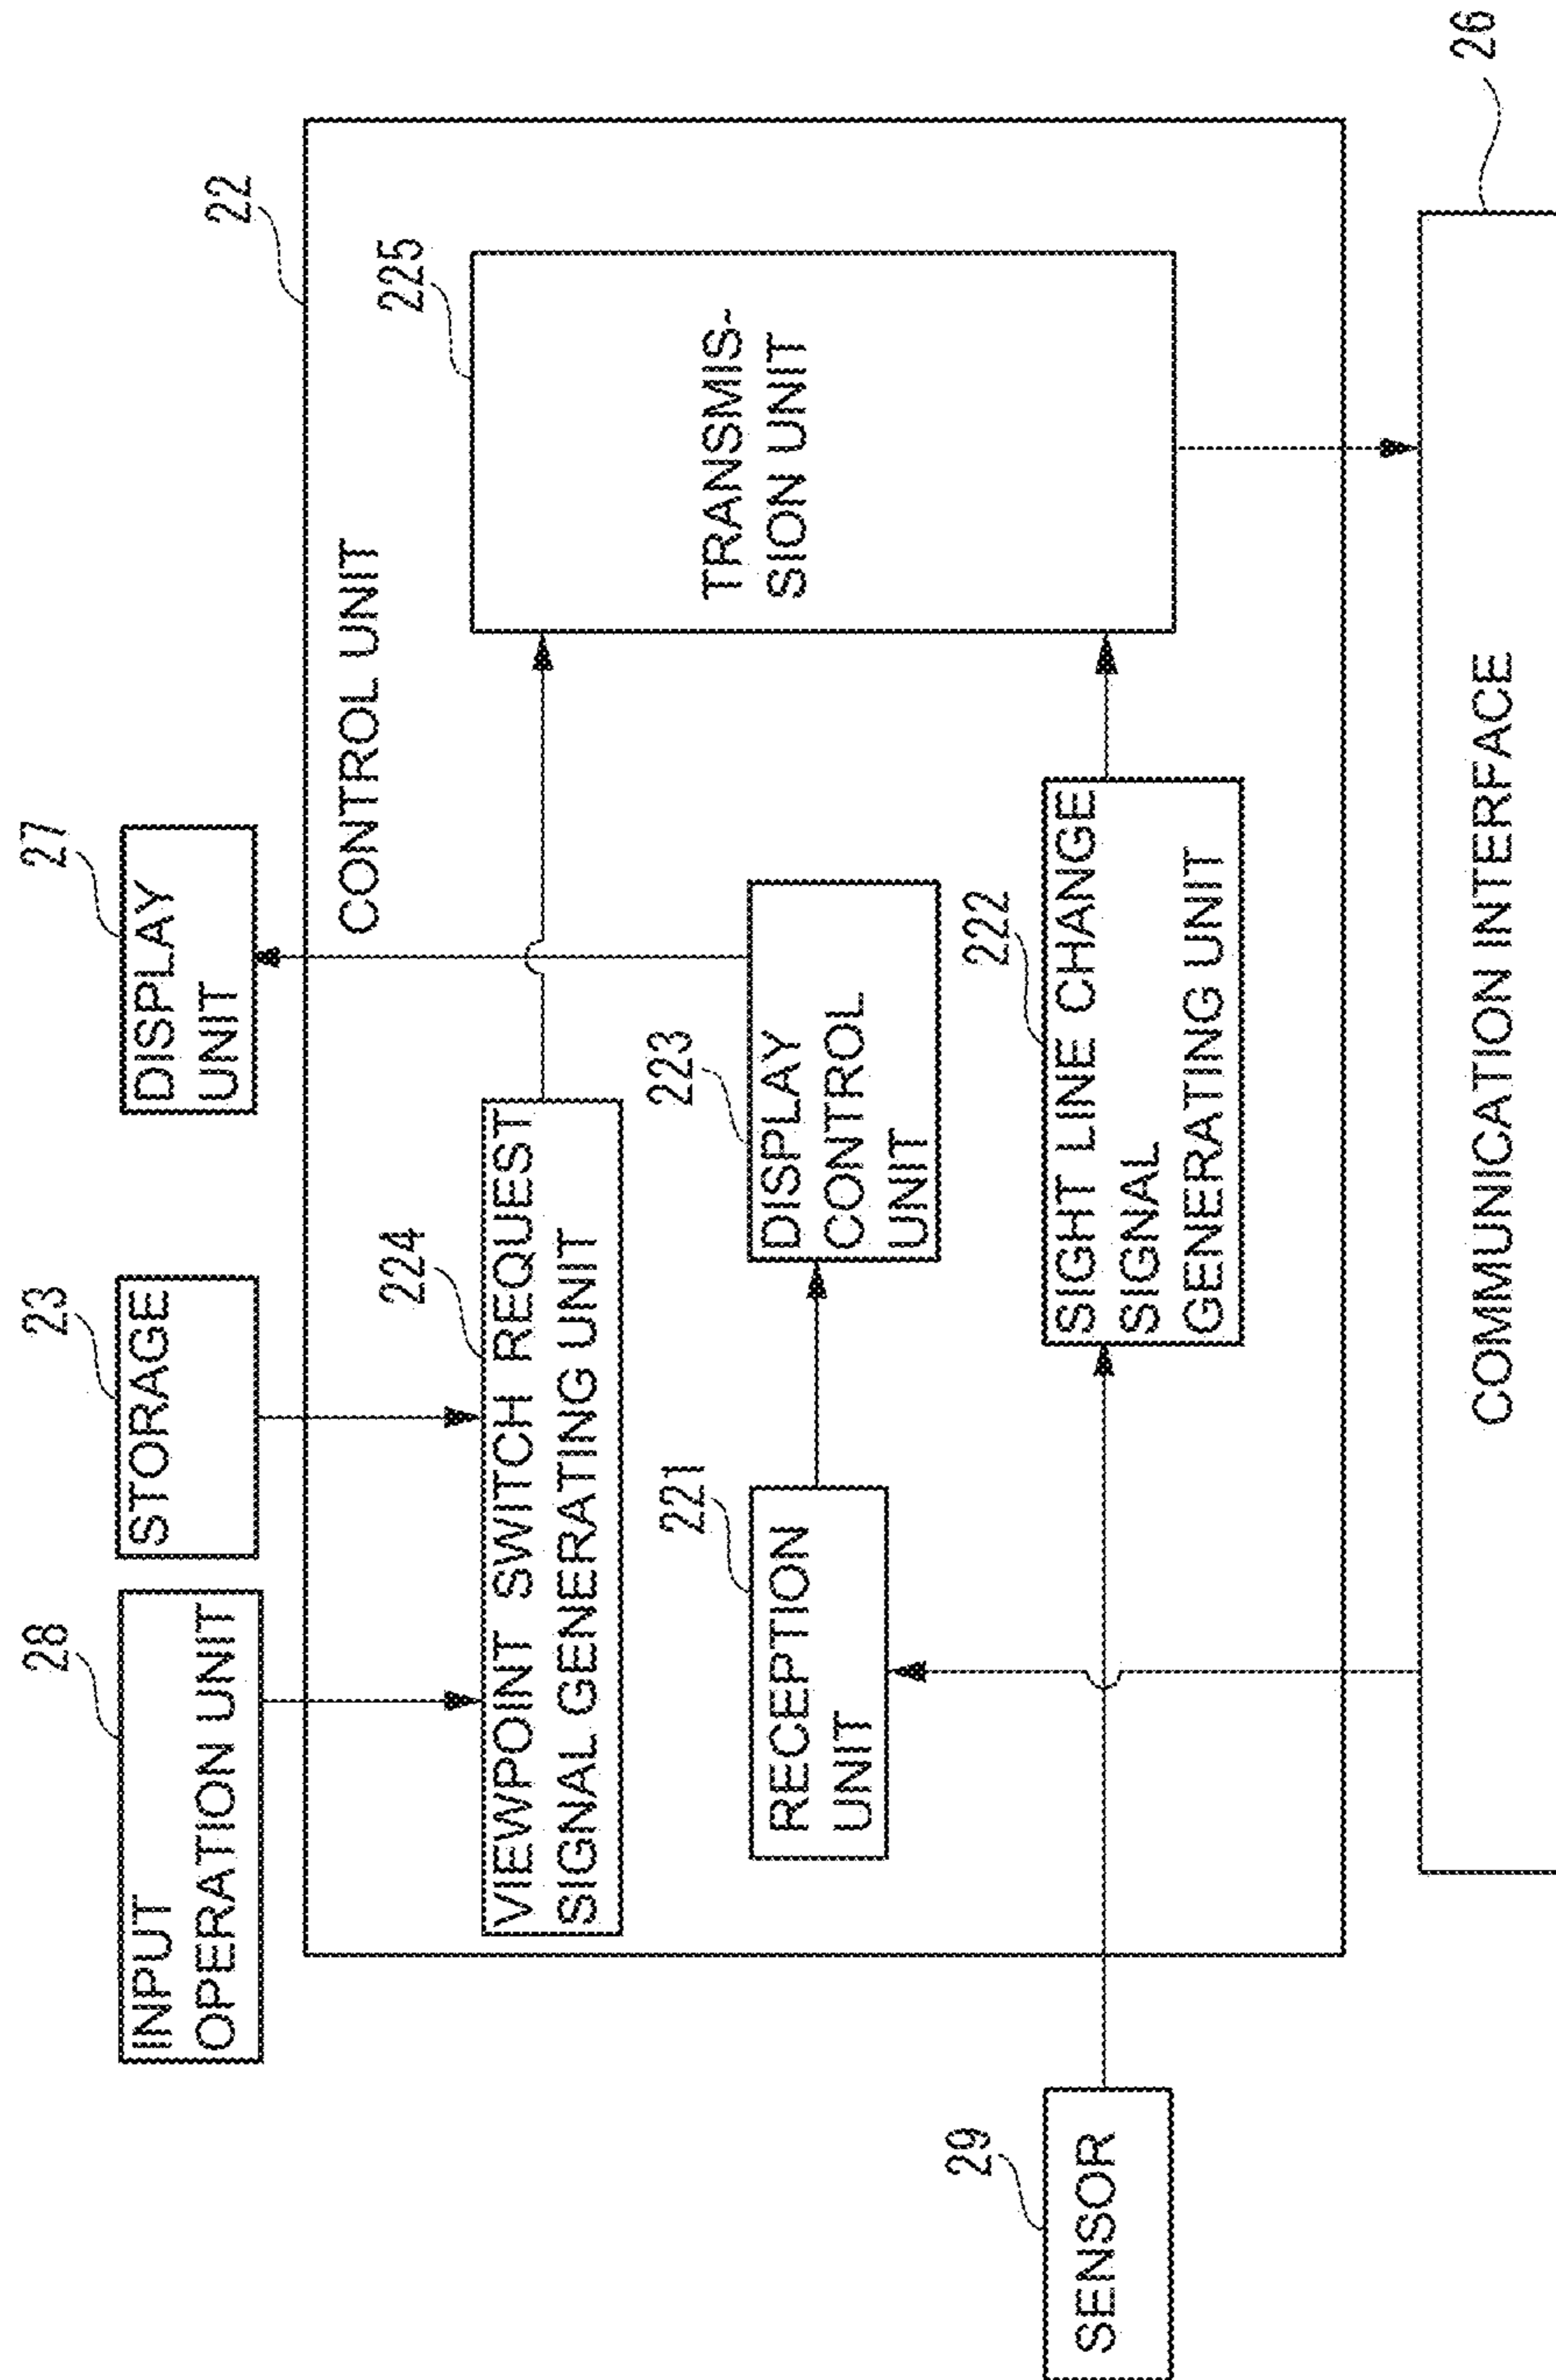 28
INPUT
OPERATION UNIT
23
STORAGE
27
DISPLAY
UNIT
22
CONTROL UNIT
224
VIEWPOINT SWITCH REQUEST
SIGNAL GENERATING UNIT
225
TRANSMIS-
SION UNIT
221
RECEPTION
UNIT
223
DISPLAY
CONTROL
UNIT
29
SENSOR
222
SIGHT LINE CHANGE
SIGNAL
GENERATING UNIT
26
COMMUNICATION INTERFACE